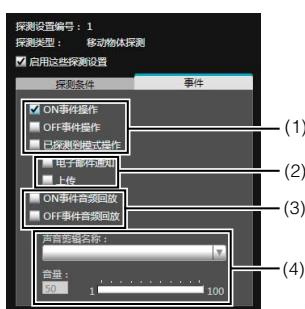 探测设置编号：1
探测类型： 移动物体探测
启用这些探测设置
探测条件 事件
ON事件操作
OFF事件操作
已探测到模式操作
(1)
电子邮件通知
(2)
上传
ON事件音频回放
(3)
OFF事件音频回放
声音剪辑名称：
(4)
音量：
50 1 100